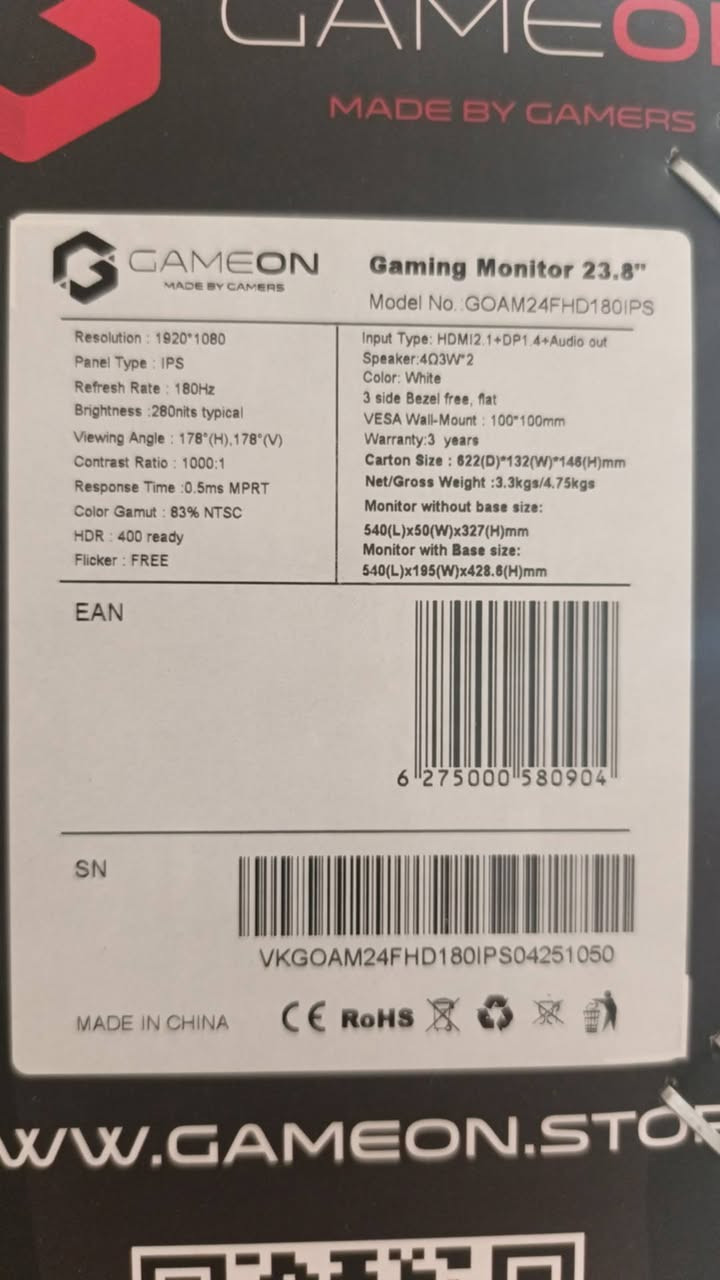 GAMEO
MADE BY GAMERS
GAMEON
MADE BY GAMERS
Gaming Monitor 23.8"
Model No.:GOAM24FHD180IPS
Resolution : 1920*1080
Panel Type : IPS
Refresh Rate : 180Hz
Brightness :280nits typical
Viewing Angle : 178°(H),178°(V)
Contrast Ratio : 1000:1
Response Time :0.5ms MPRT
Color Gamut : 83% NTSC
HDR : 400 ready
Flicker : FREE
Input Type: HDMI2.1+DP1.4+Audio out
Speaker:4Ω3W*2
Color: White
3 side Bezel free, flat
VESA Wall-Mount : 100*100mm
Warranty:3 years
Carton Size : 622(D)*132(W)*146(H)mm
Net/Gross Weight :3.3kgs/4.75kgs
Monitor without base size:
540(L)x50(W)x327(H)mm
Monitor with Base size:
540(L)x195(W)x428.6(H)mm
EAN
6 275000 580904
SN
VKGOAM24FHD180IPS04251050
MADE IN CHINA
CE RoHS
WW.GAMEON.STOR